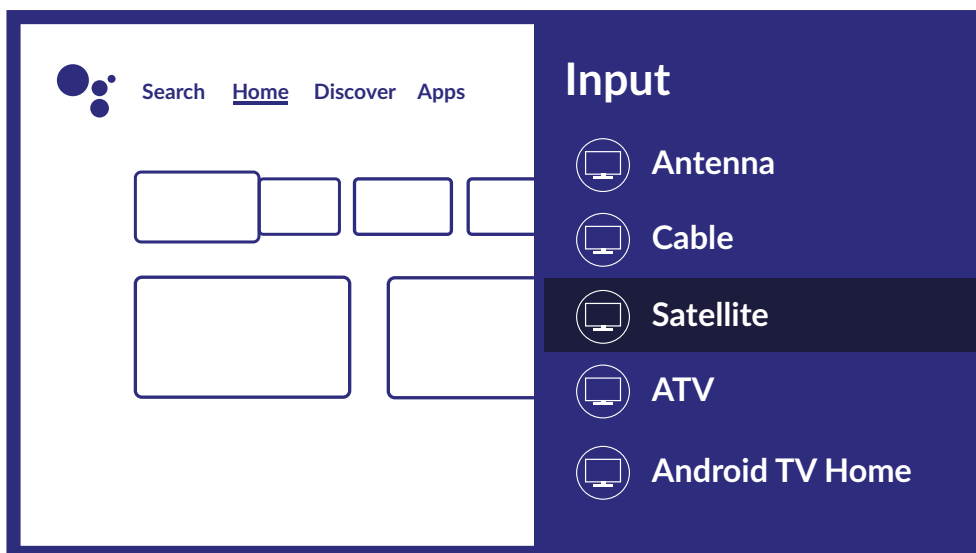 Search Home Discover Apps
Input
Antenna
Cable
Satellite
ATV
Android TV Home